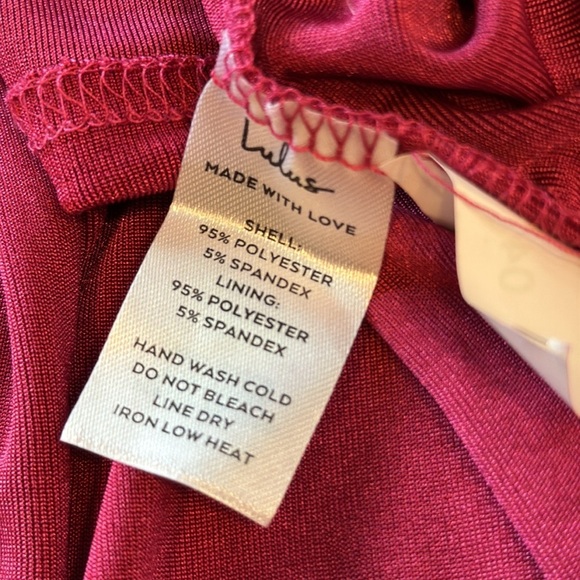 Lulus
MADE WITH LOVE
SHELL:
95% POLYESTER
5% SPANDEX
LINING:
95% POLYESTER
5% SPANDEX
HAND WASH COLD
DO NOT BLEACH
LINE DRY
IRON LOW HEAT